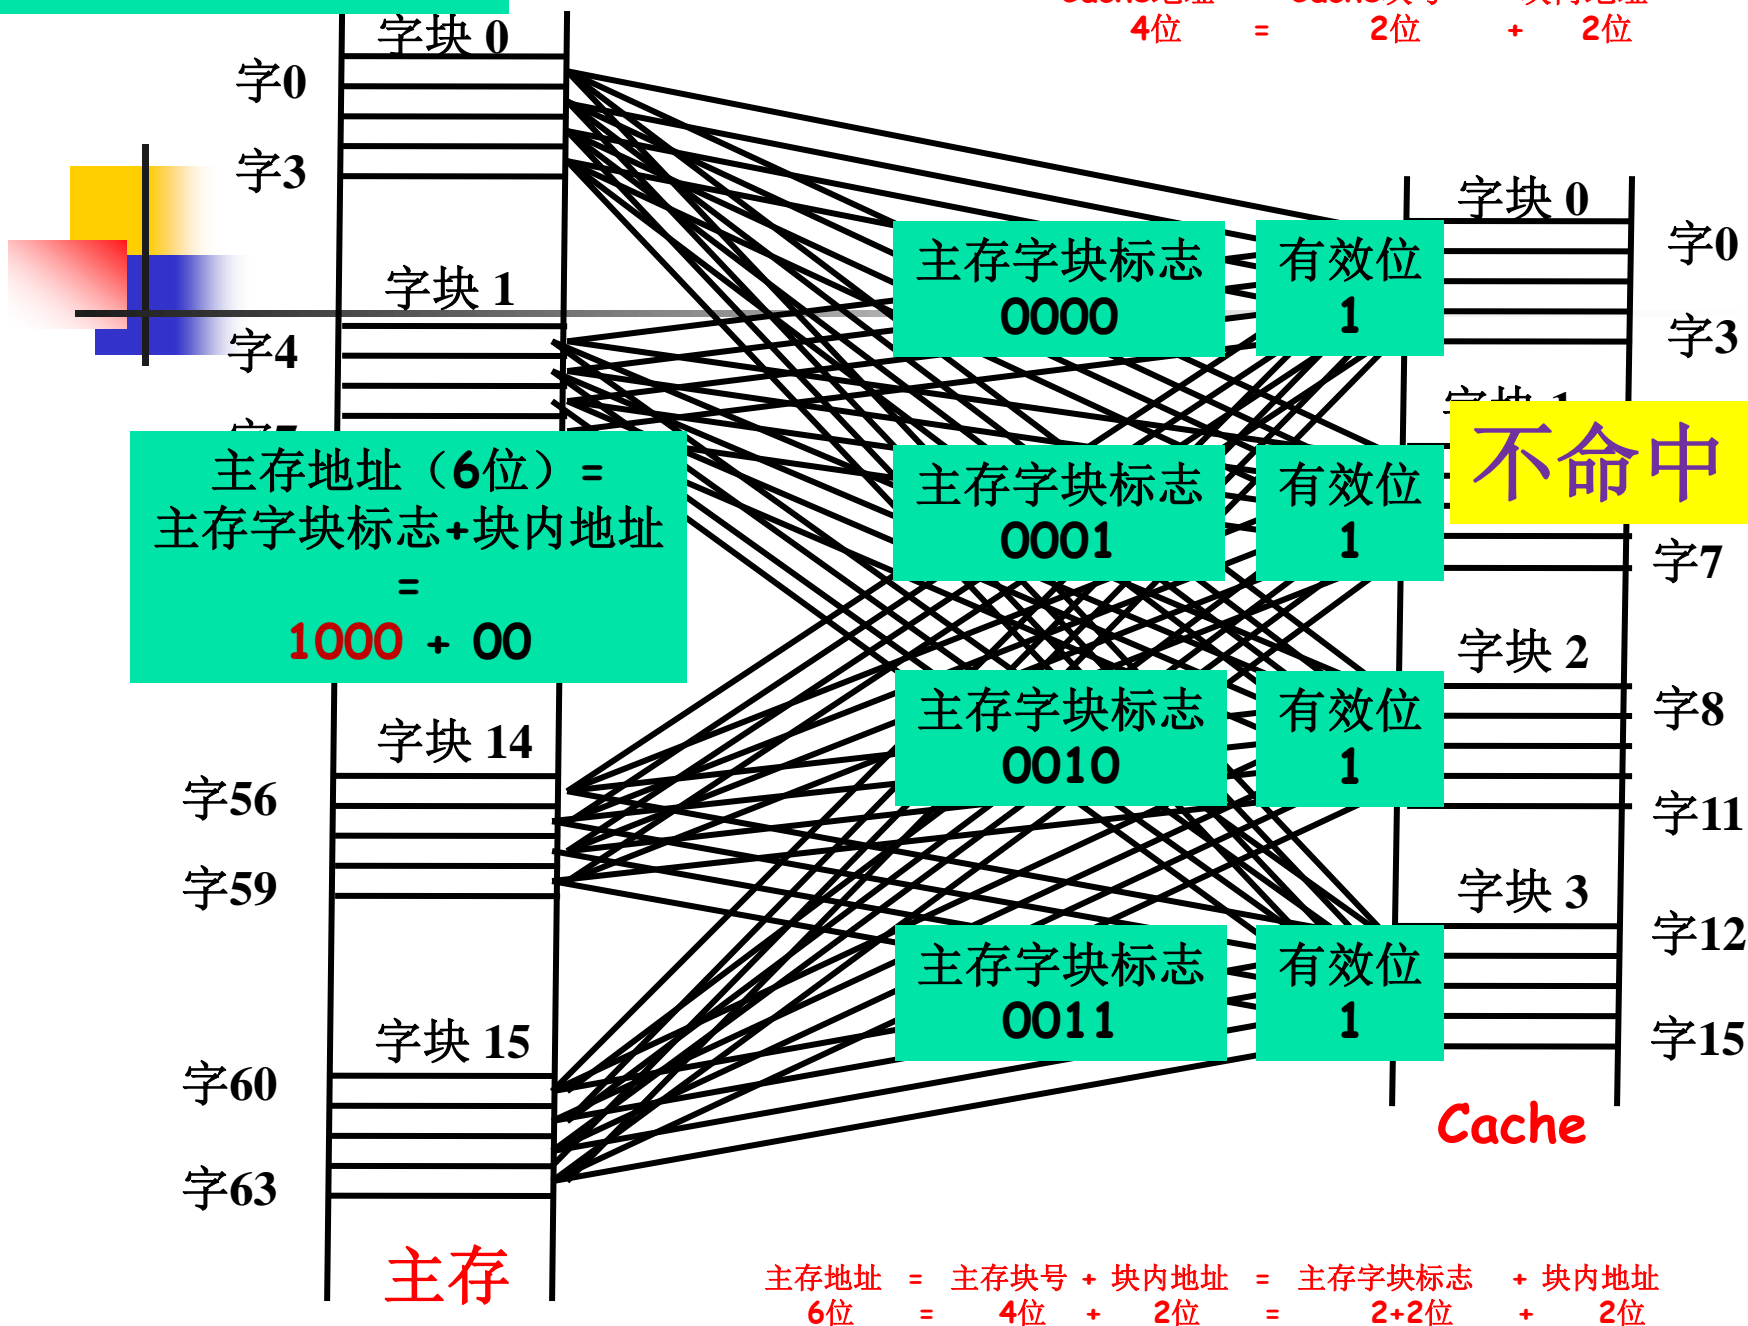 4位 = 2位 + 2位
字块 0
字0
字3
字块 1
字4
主存地址（6位）=
主存字块标志+块内地址
=
1000 + 00
字块 14
字56
字59
字块 15
字60
字63
主存
主存字块标志
0000
有效位
1
主存字块标志
0001
有效位
1
主存字块标志
0010
有效位
1
主存字块标志
0011
有效位
1
字块 0
字0
字3
不命中
字7
字块 2
字8
字11
字块 3
字12
字15
Cache
主存地址 = 主存块号 + 块内地址 = 主存字块标志 + 块内地址
6位 = 4位 + 2位 = 2+2位 + 2位